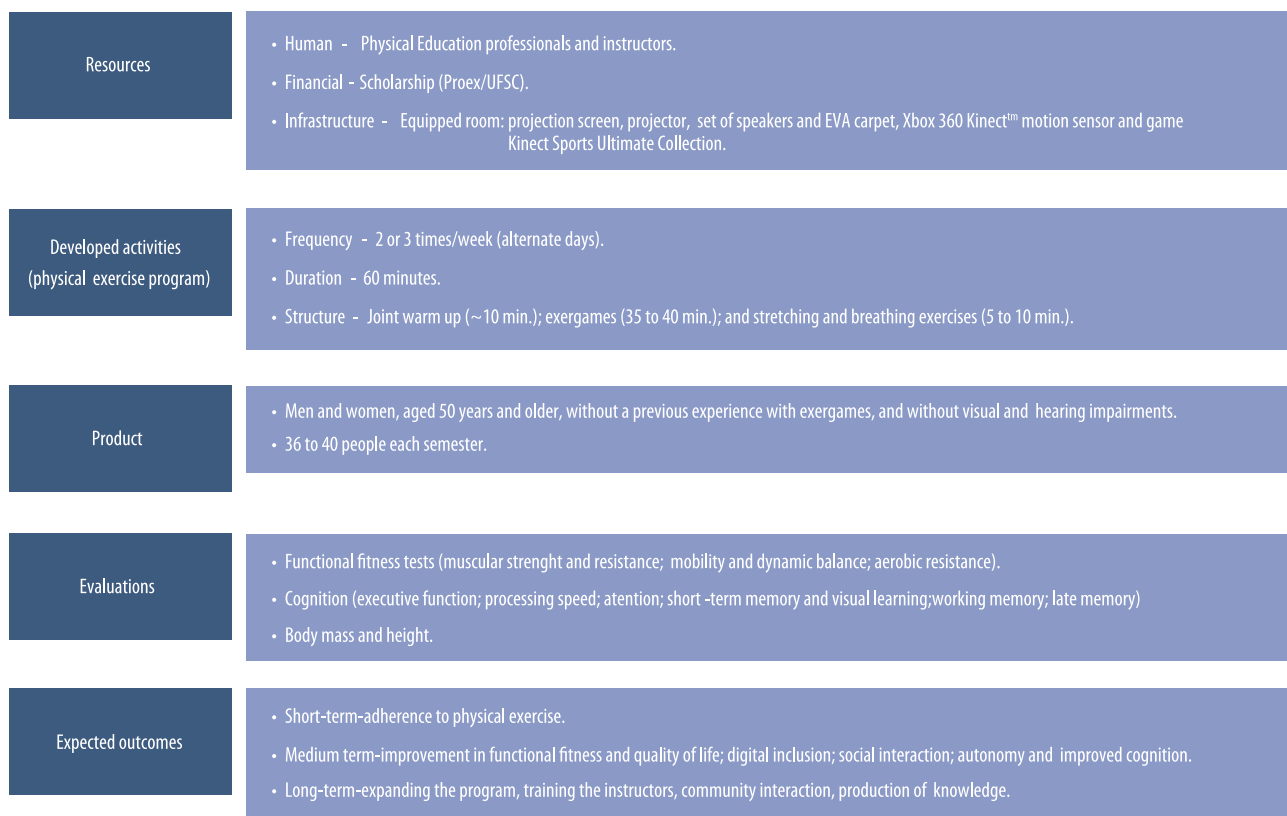 Resources
• Human - Physical Education professionals and instructors.
• Financial - Scholarship (Proex/UFSC).
• Infrastructure - Equipped room: projection screen, projector, set of speakers and EVA carpet, Xbox 360 Kinect™ motion sensor and game
Kinect Sports Ultimate Collection.
Developed activities
(physical exercise program)
• Frequency - 2 or 3 times/week (alternate days).
• Duration - 60 minutes.
• Structure - Joint warm up (~10 min.); exergames (35 to 40 min.); and stretching and breathing exercises (5 to 10 min.).
Product
• Men and women, aged 50 years and older, without a previous experience with exergames, and without visual and hearing impairments.
• 36 to 40 people each semester.
Evaluations
• Functional fitness tests (muscular strenght and resistance; mobility and dynamic balance; aerobic resistance).
• Cognition (executive function; processing speed; atention; short -term memory and visual learning;working memory; late memory)
• Body mass and height.
Expected outcomes
• Short-term-adherence to physical exercise.
• Medium term-improvement in functional fitness and quality of life; digital inclusion; social interaction; autonomy and improved cognition.
• Long-term-expanding the program, training the instructors, community interaction, production of knowledge.